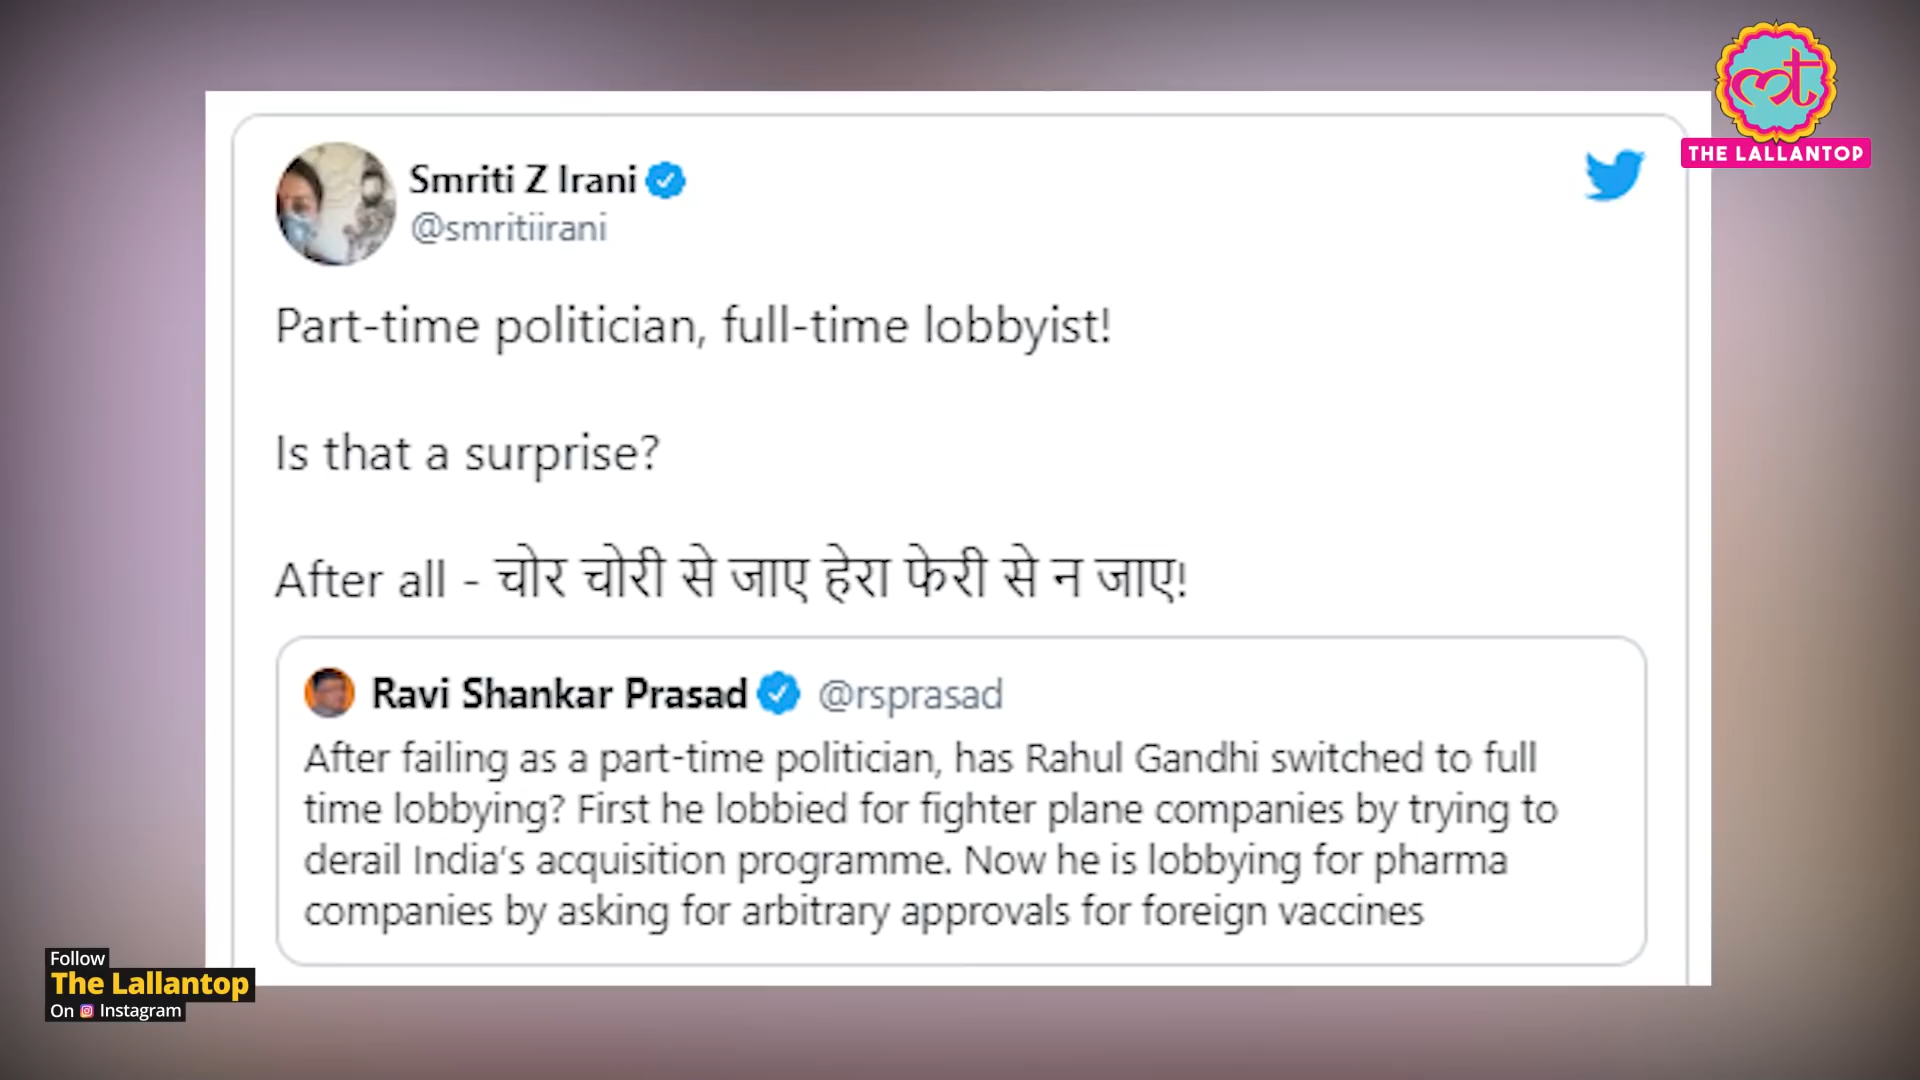 THE LALLANTOP
Smriti Z Irani
@smritiirani
Part-time politician, full-time lobbyist!
Is that a surprise?
After all - चोर चोरी से जाए हेरा फेरी से न जाए!
Ravi Shankar Prasad @rsprasad
After failing as a part-time politician, has Rahul Gandhi switched to full
time lobbying? First he lobbied for fighter plane companies by trying to
derail India's acquisition programme. Now he is lobbying for pharma
companies by asking for arbitrary approvals for foreign vaccines
Follow
The Lallantop
On Instagram